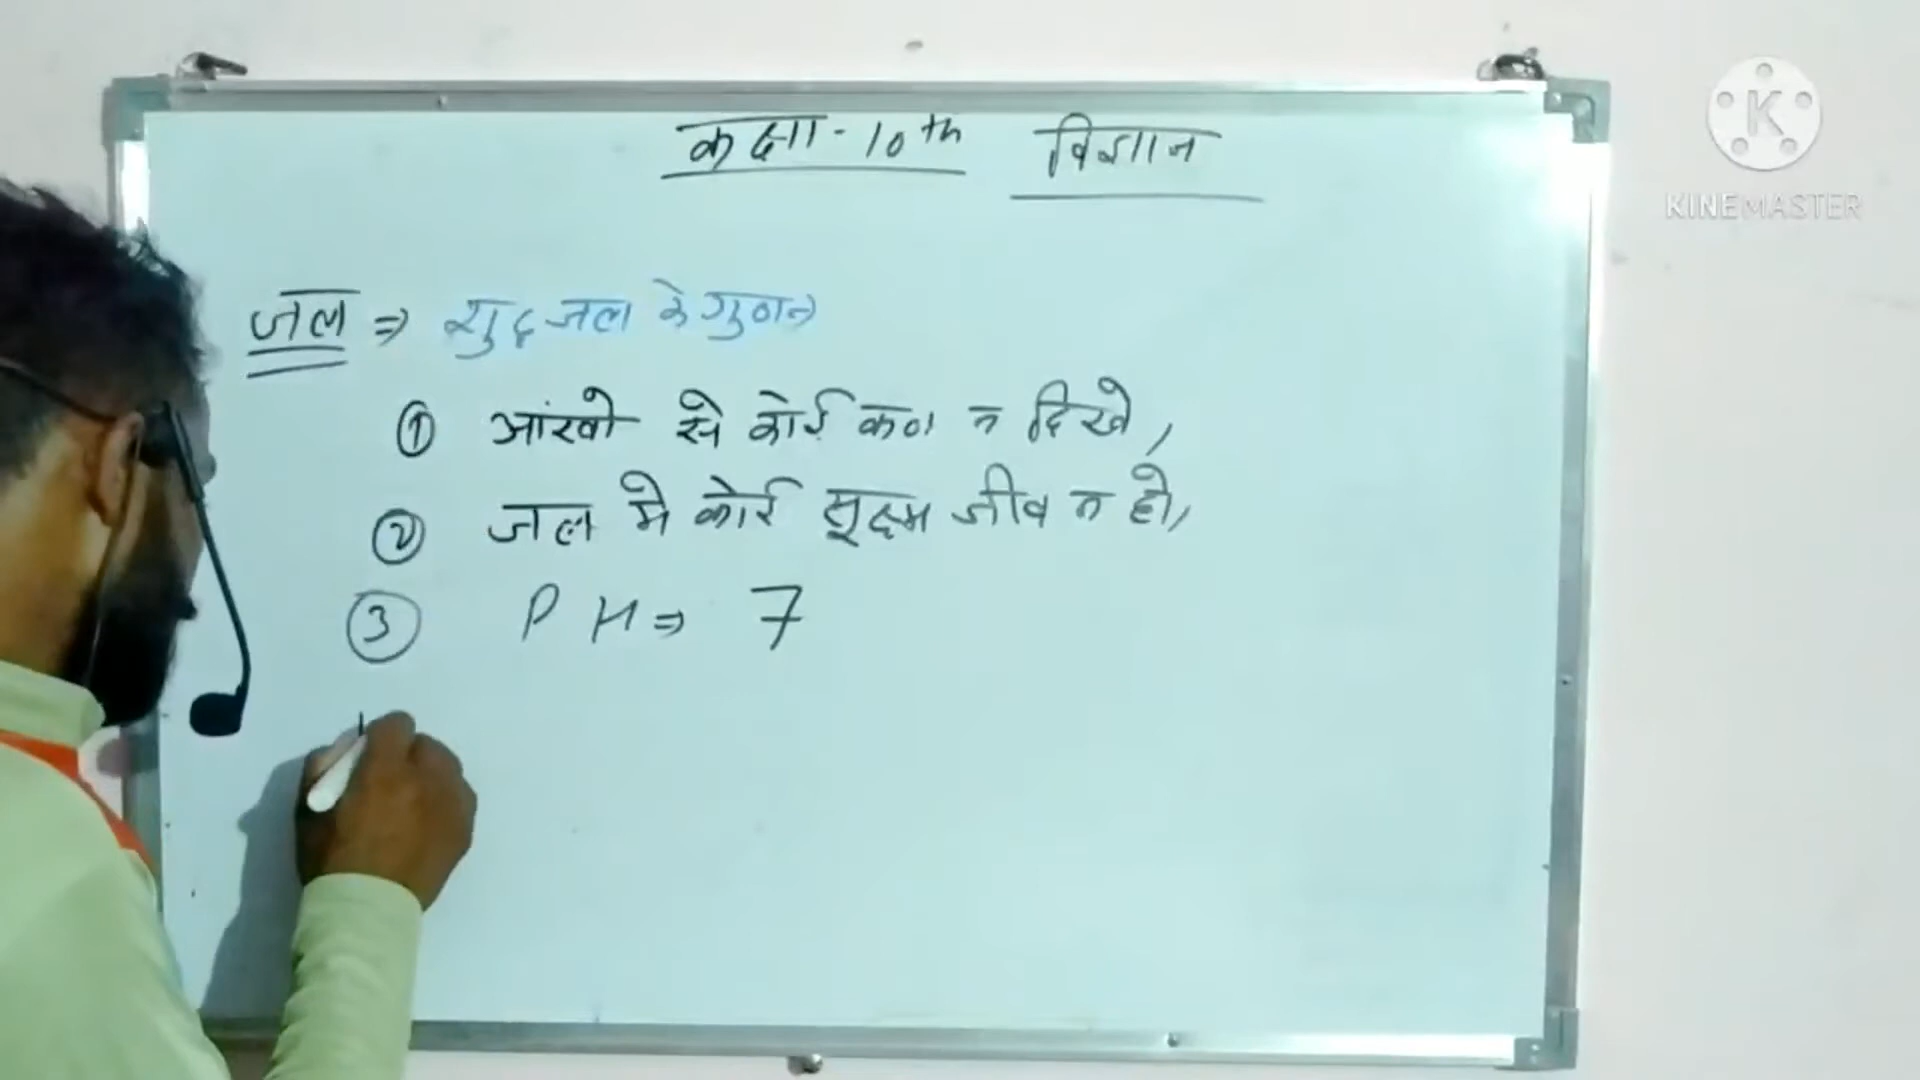 कक्षा - 10th विज्ञान
K
KINEMASTER
जल ⇒ शुद्ध जल के गुण ⇒
① आंखो से कोई कण न दिखे,
② जल मे कोई सूक्ष्म जीव न हो,
③ PH ⇒ 7